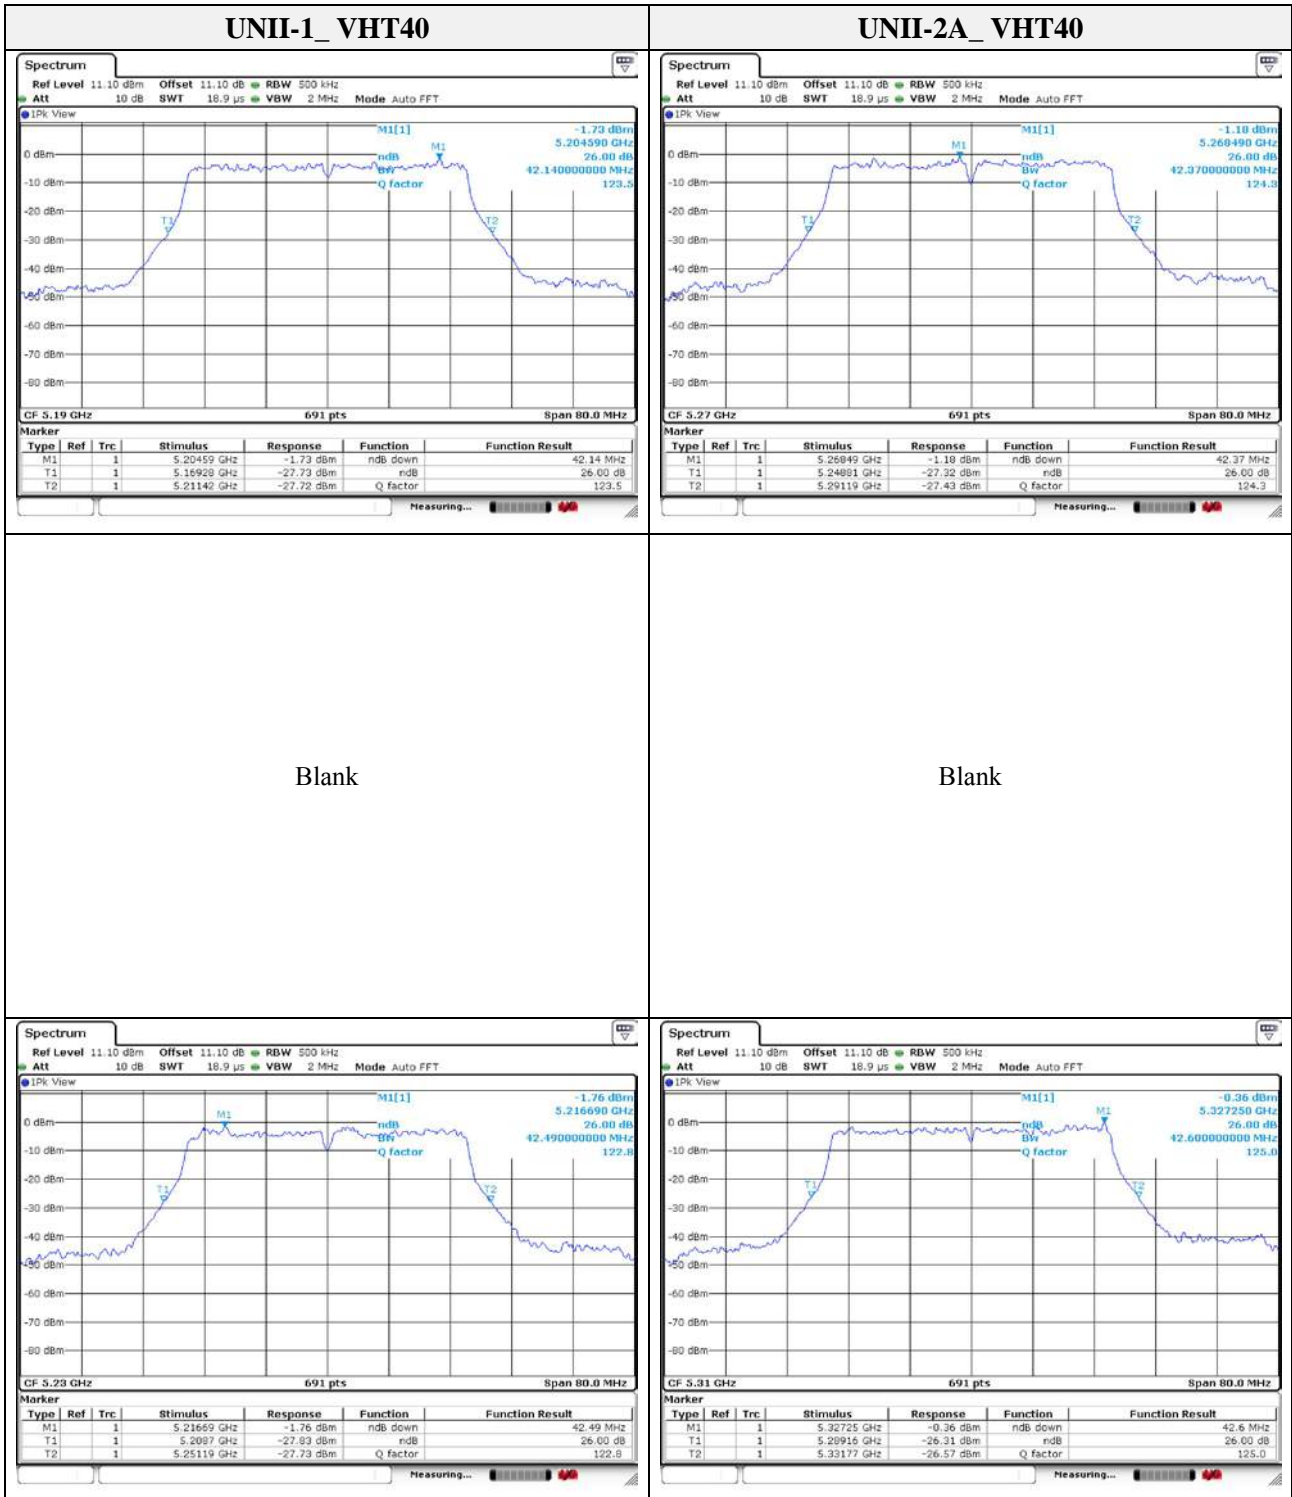 UNII-1_ VHT40
UNII-2A_ VHT40
Spectrum
Ref Level 11.10 dBm Offset 11.10 dB RBW 500 kHz
Att 10 dB SWT 18.9 µs VBW 2 MHz Mode Auto FFT
1Pk View
M1[1] -1.73 dBm
5.204590 GHz
ndB 26.00 dB
Bw 42.140000000 MHz
Q factor 123.5
M1
T1
T2
0 dBm
-10 dBm
-20 dBm
-30 dBm
-40 dBm
-50 dBm
-60 dBm
-70 dBm
-80 dBm
CF 5.19 GHz 691 pts Span 80.0 MHz
Marker
Type Ref Trc Stimulus Response Function Function Result
M1 1 5.20459 GHz -1.73 dBm ndB down 42.14 MHz
T1 1 5.16928 GHz -27.73 dBm ndB 26.00 dB
T2 1 5.21142 GHz -27.72 dBm Q factor 123.5
Measuring...
Spectrum
Ref Level 11.10 dBm Offset 11.10 dB RBW 500 kHz
Att 10 dB SWT 18.9 µs VBW 2 MHz Mode Auto FFT
1Pk View
M1[1] -1.18 dBm
5.268490 GHz
ndB 26.00 dB
Bw 42.370000000 MHz
Q factor 124.3
M1
T1
T2
0 dBm
-10 dBm
-20 dBm
-30 dBm
-40 dBm
-50 dBm
-60 dBm
-70 dBm
-80 dBm
CF 5.27 GHz 691 pts Span 80.0 MHz
Marker
Type Ref Trc Stimulus Response Function Function Result
M1 1 5.26849 GHz -1.18 dBm ndB down 42.37 MHz
T1 1 5.24881 GHz -27.32 dBm ndB 26.00 dB
T2 1 5.29119 GHz -27.43 dBm Q factor 124.3
Measuring...
Blank
Blank
Spectrum
Ref Level 11.10 dBm Offset 11.10 dB RBW 500 kHz
Att 10 dB SWT 18.9 µs VBW 2 MHz Mode Auto FFT
1Pk View
M1[1] -1.76 dBm
5.216690 GHz
ndB 26.00 dB
Bw 42.490000000 MHz
Q factor 122.8
M1
T1
T2
0 dBm
-10 dBm
-20 dBm
-30 dBm
-40 dBm
-50 dBm
-60 dBm
-70 dBm
-80 dBm
CF 5.23 GHz 691 pts Span 80.0 MHz
Marker
Type Ref Trc Stimulus Response Function Function Result
M1 1 5.21669 GHz -1.76 dBm ndB down 42.49 MHz
T1 1 5.2087 GHz -27.83 dBm ndB 26.00 dB
T2 1 5.25119 GHz -27.73 dBm Q factor 122.8
Measuring...
Spectrum
Ref Level 11.10 dBm Offset 11.10 dB RBW 500 kHz
Att 10 dB SWT 18.9 µs VBW 2 MHz Mode Auto FFT
1Pk View
M1[1] -0.36 dBm
5.327250 GHz
ndB 26.00 dB
Bw 42.600000000 MHz
Q factor 125.0
M1
T1
T2
0 dBm
-10 dBm
-20 dBm
-30 dBm
-40 dBm
-50 dBm
-60 dBm
-70 dBm
-80 dBm
CF 5.31 GHz 691 pts Span 80.0 MHz
Marker
Type Ref Trc Stimulus Response Function Function Result
M1 1 5.32725 GHz -0.36 dBm ndB down 42.6 MHz
T1 1 5.28916 GHz -26.31 dBm ndB 26.00 dB
T2 1 5.33177 GHz -26.57 dBm Q factor 125.0
Measuring...